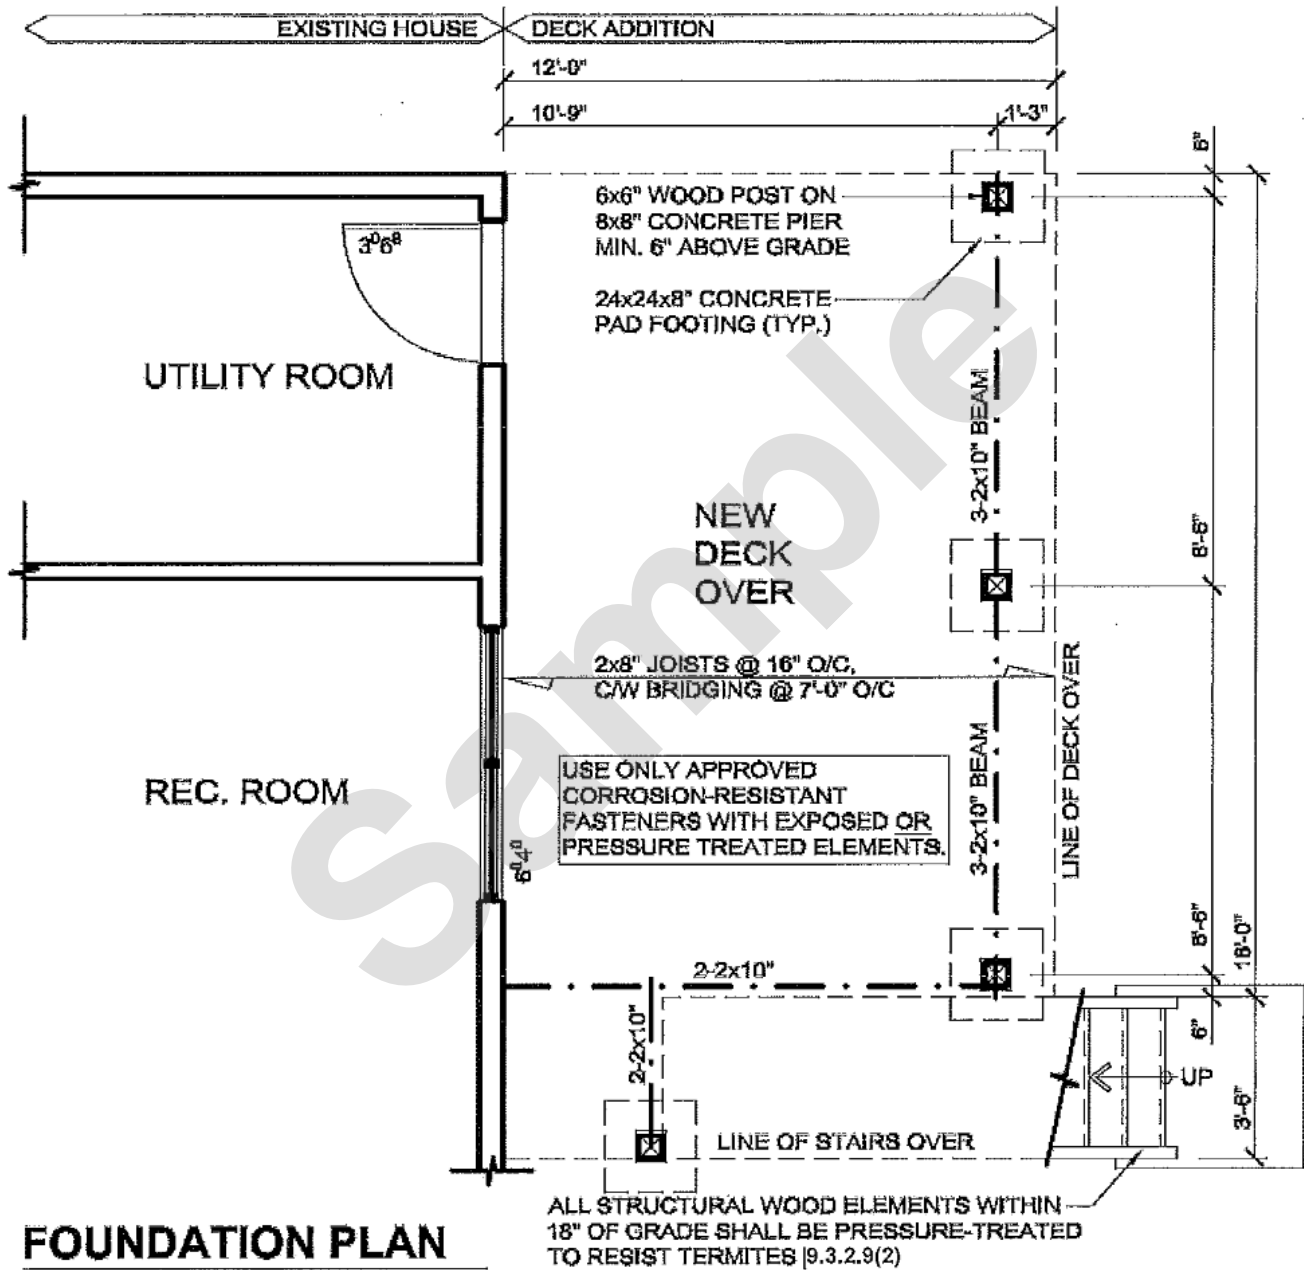 EXISTING HOUSE
DECK ADDITION
12'-0"
10'-9"
1'-3"
6"
6x6" WOOD POST ON
8x8" CONCRETE PIER
MIN. 6" ABOVE GRADE
3⁰6⁸
24x24x8" CONCRETE
PAD FOOTING (TYP.)
UTILITY ROOM
3-2x10" BEAM
NEW
DECK
OVER
8'-6"
2x8" JOISTS @ 16" O/C,
C/W BRIDGING @ 7'-0" O/C
LINE OF DECK OVER
3-2x10" BEAM
USE ONLY APPROVED
CORROSION-RESISTANT
FASTENERS WITH EXPOSED OR
PRESSURE TREATED ELEMENTS.
REC. ROOM
6⁰4⁰
8'-6"
18'-0"
2-2x10"
2-2x10"
6"
UP
3'-6"
LINE OF STAIRS OVER
ALL STRUCTURAL WOOD ELEMENTS WITHIN
18" OF GRADE SHALL BE PRESSURE-TREATED
TO RESIST TERMITES |9.3.2.9(2)
FOUNDATION PLAN
Sample